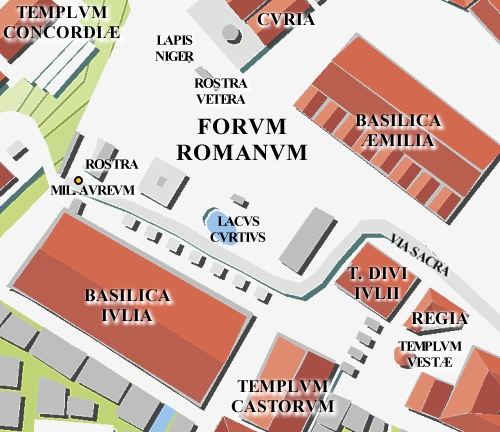 TEMPLVM
CONCORDIÆ
CVRIA
LAPIS
NIGER
ROSTRA
VETERA
FORVM
ROMANVM
BASILICA
ÆMILIA
ROSTRA
MIL. AVREVM
LACVS
CVRTIVS
VIA SACRA
T. DIVI
IVLII
BASILICA
IVLIA
REGIA
TEMPLVM
VESTÆ
TEMPLVM
CASTORVM